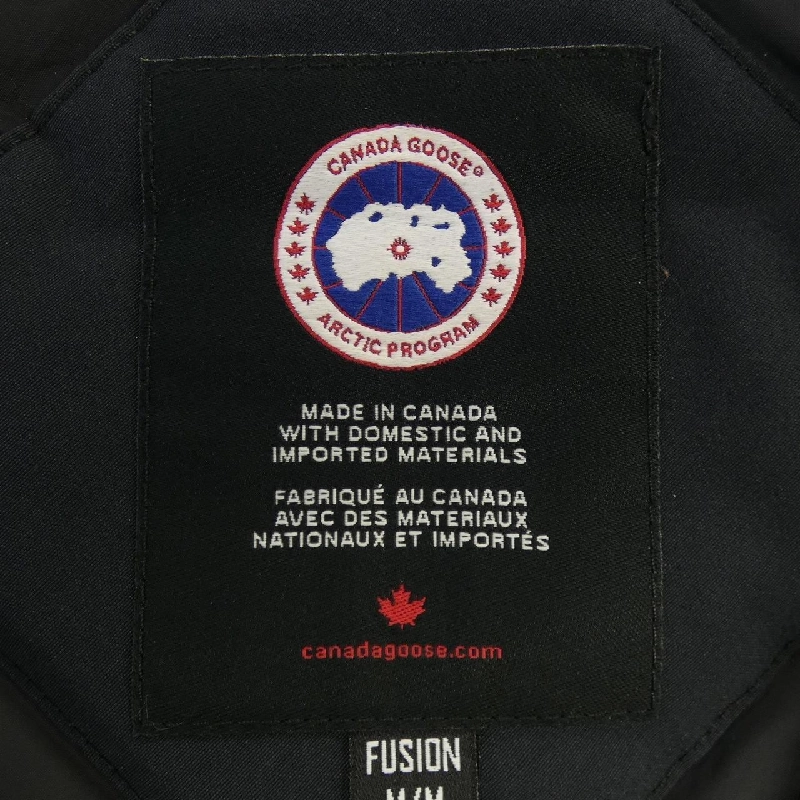 CANADA GOOSE®
ARCTIC PROGRAM
MADE IN CANADA
WITH DOMESTIC AND
IMPORTED MATERIALS
FABRIQUÉ AU CANADA
AVEC DES MATERIAUX
NATIONAUX ET IMPORTÉS
canadagoose.com
FUSION
M/M